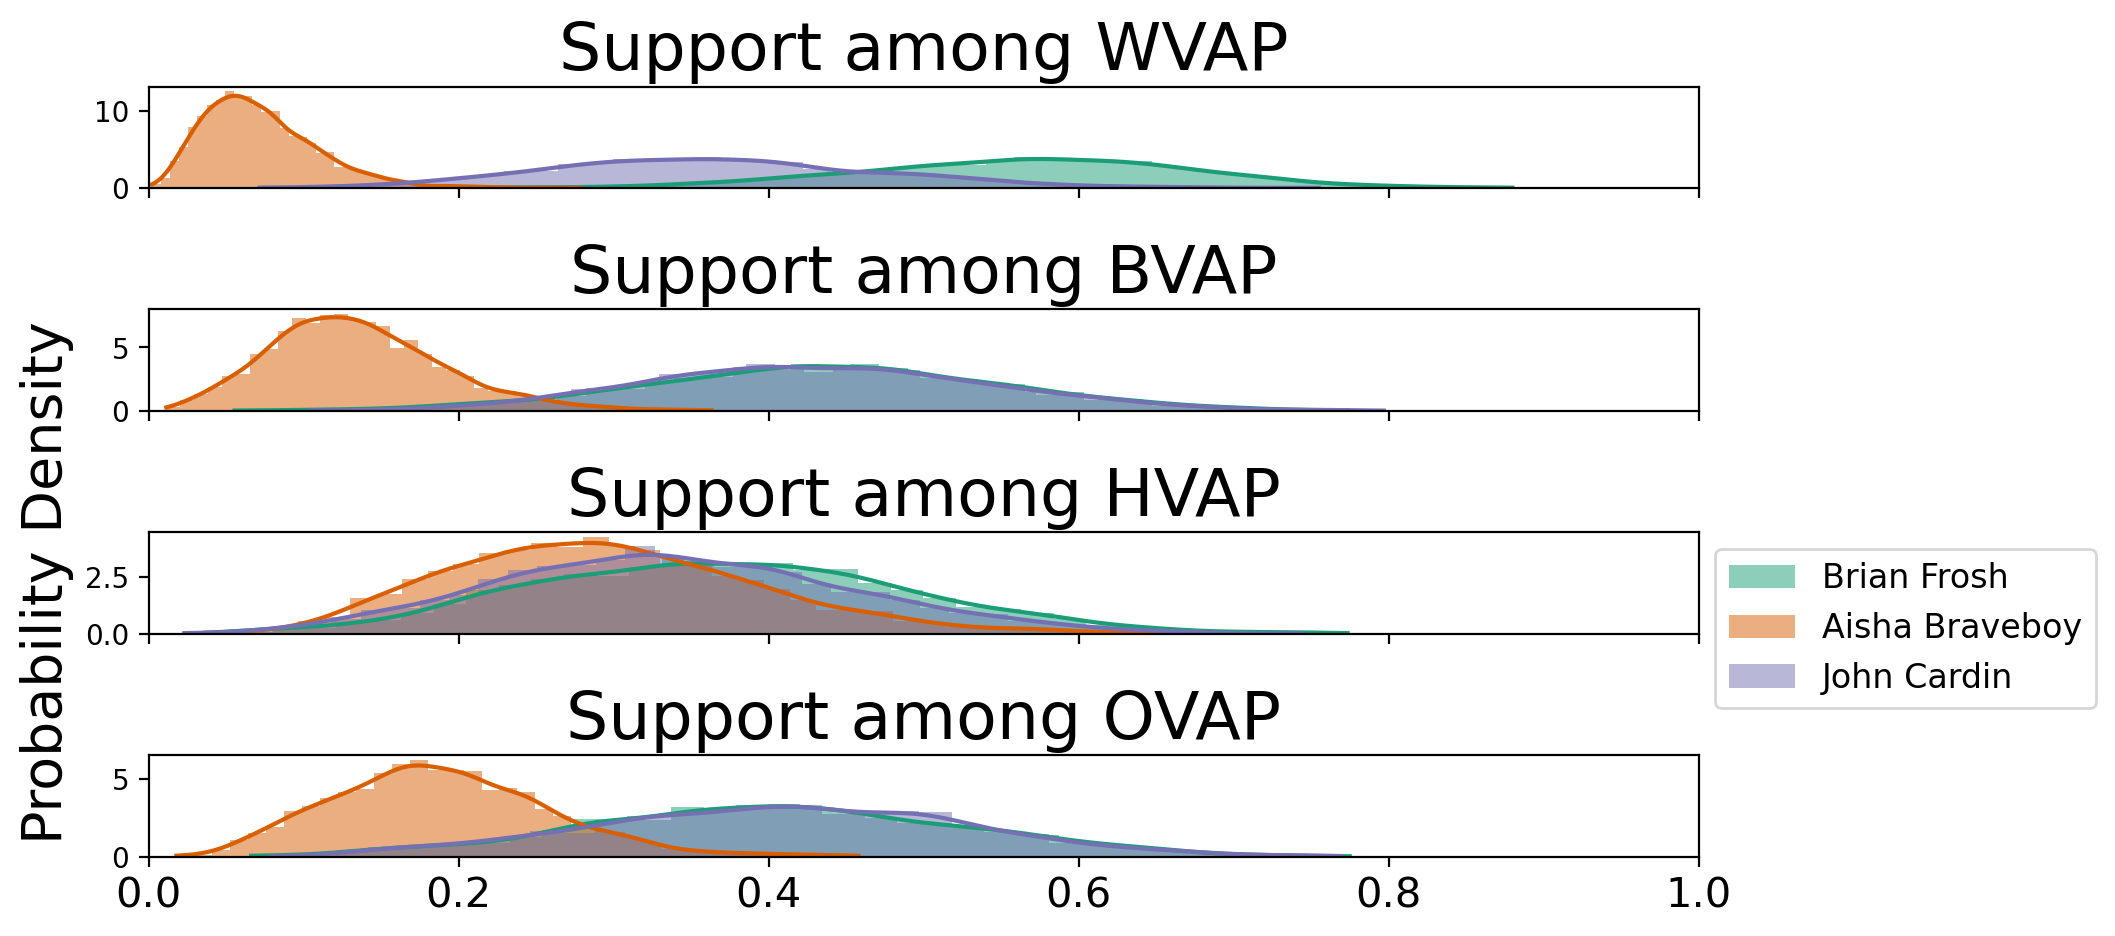 Support among WVAP
10
0
Support among BVAP
5
0
Support among HVAP
2.5
0.0
Support among OVAP
5
0
0.0 0.2 0.4 0.6 0.8 1.0
Probability Density
Brian Frosh
Aisha Braveboy
John Cardin